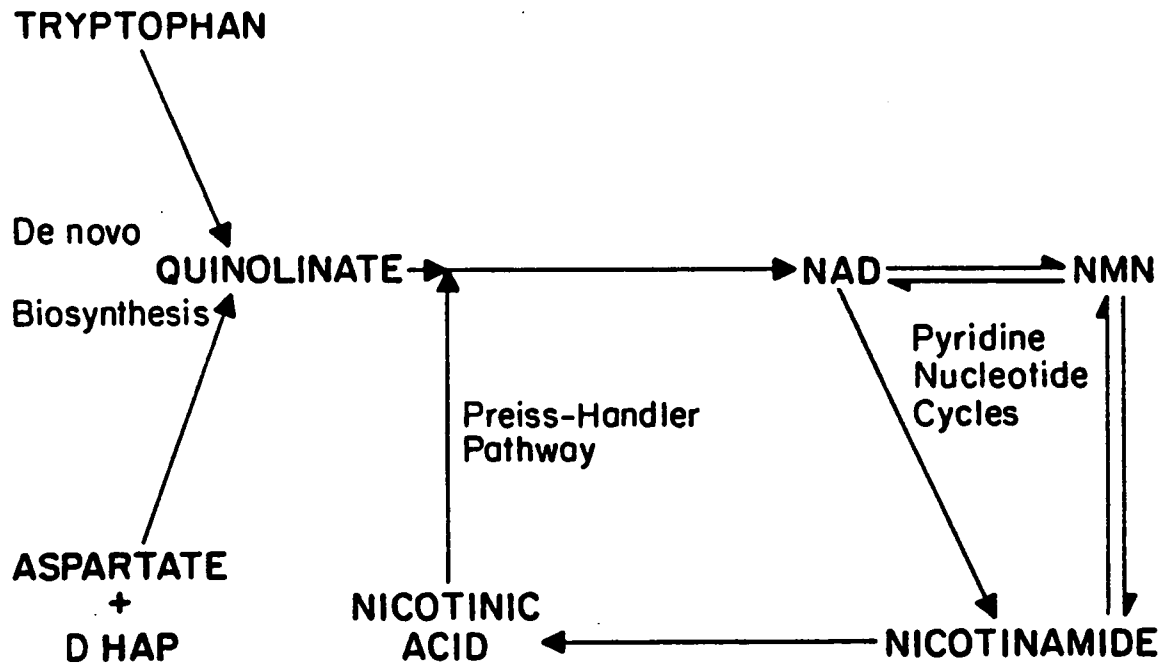 TRYPTOPHAN
De novo
QUINOLINATE
Biosynthesis
NAD
NMN
Pyridine
Nucleotide
Cycles
Preiss-Handler
Pathway
ASPARTATE
+
D HAP
NICOTINIC
ACID
NICOTINAMIDE